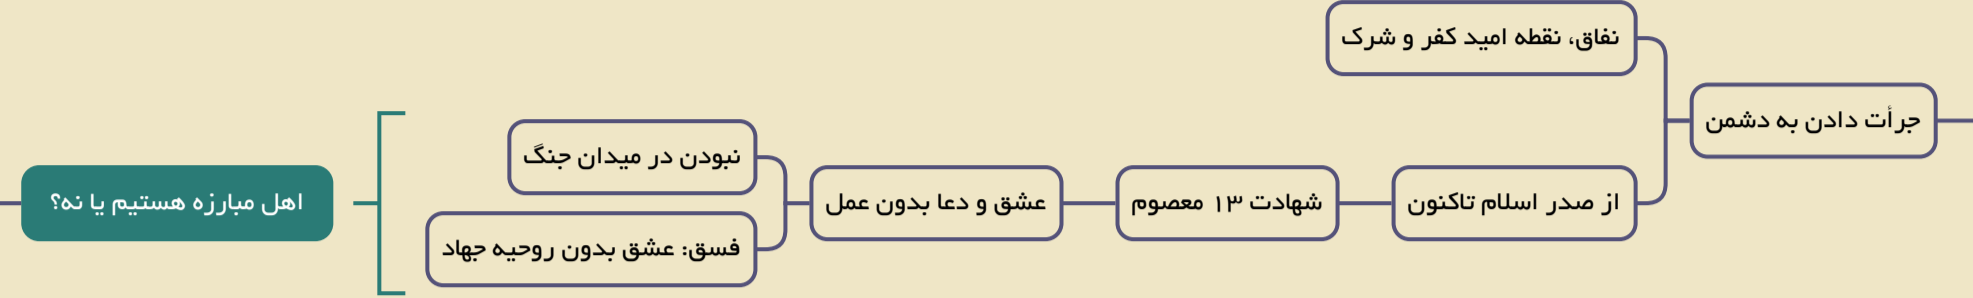 نفاق، نقطه امید کفر و شرک
جرأت دادن به دشمن
از صدر اسلام تاکنون
شهادت ۱۳ معصوم
عشق و دعا بدون عمل
نبودن در میدان جنگ
فسق: عشق بدون روحیه جهاد
اهل مبارزه هستیم یا نه؟